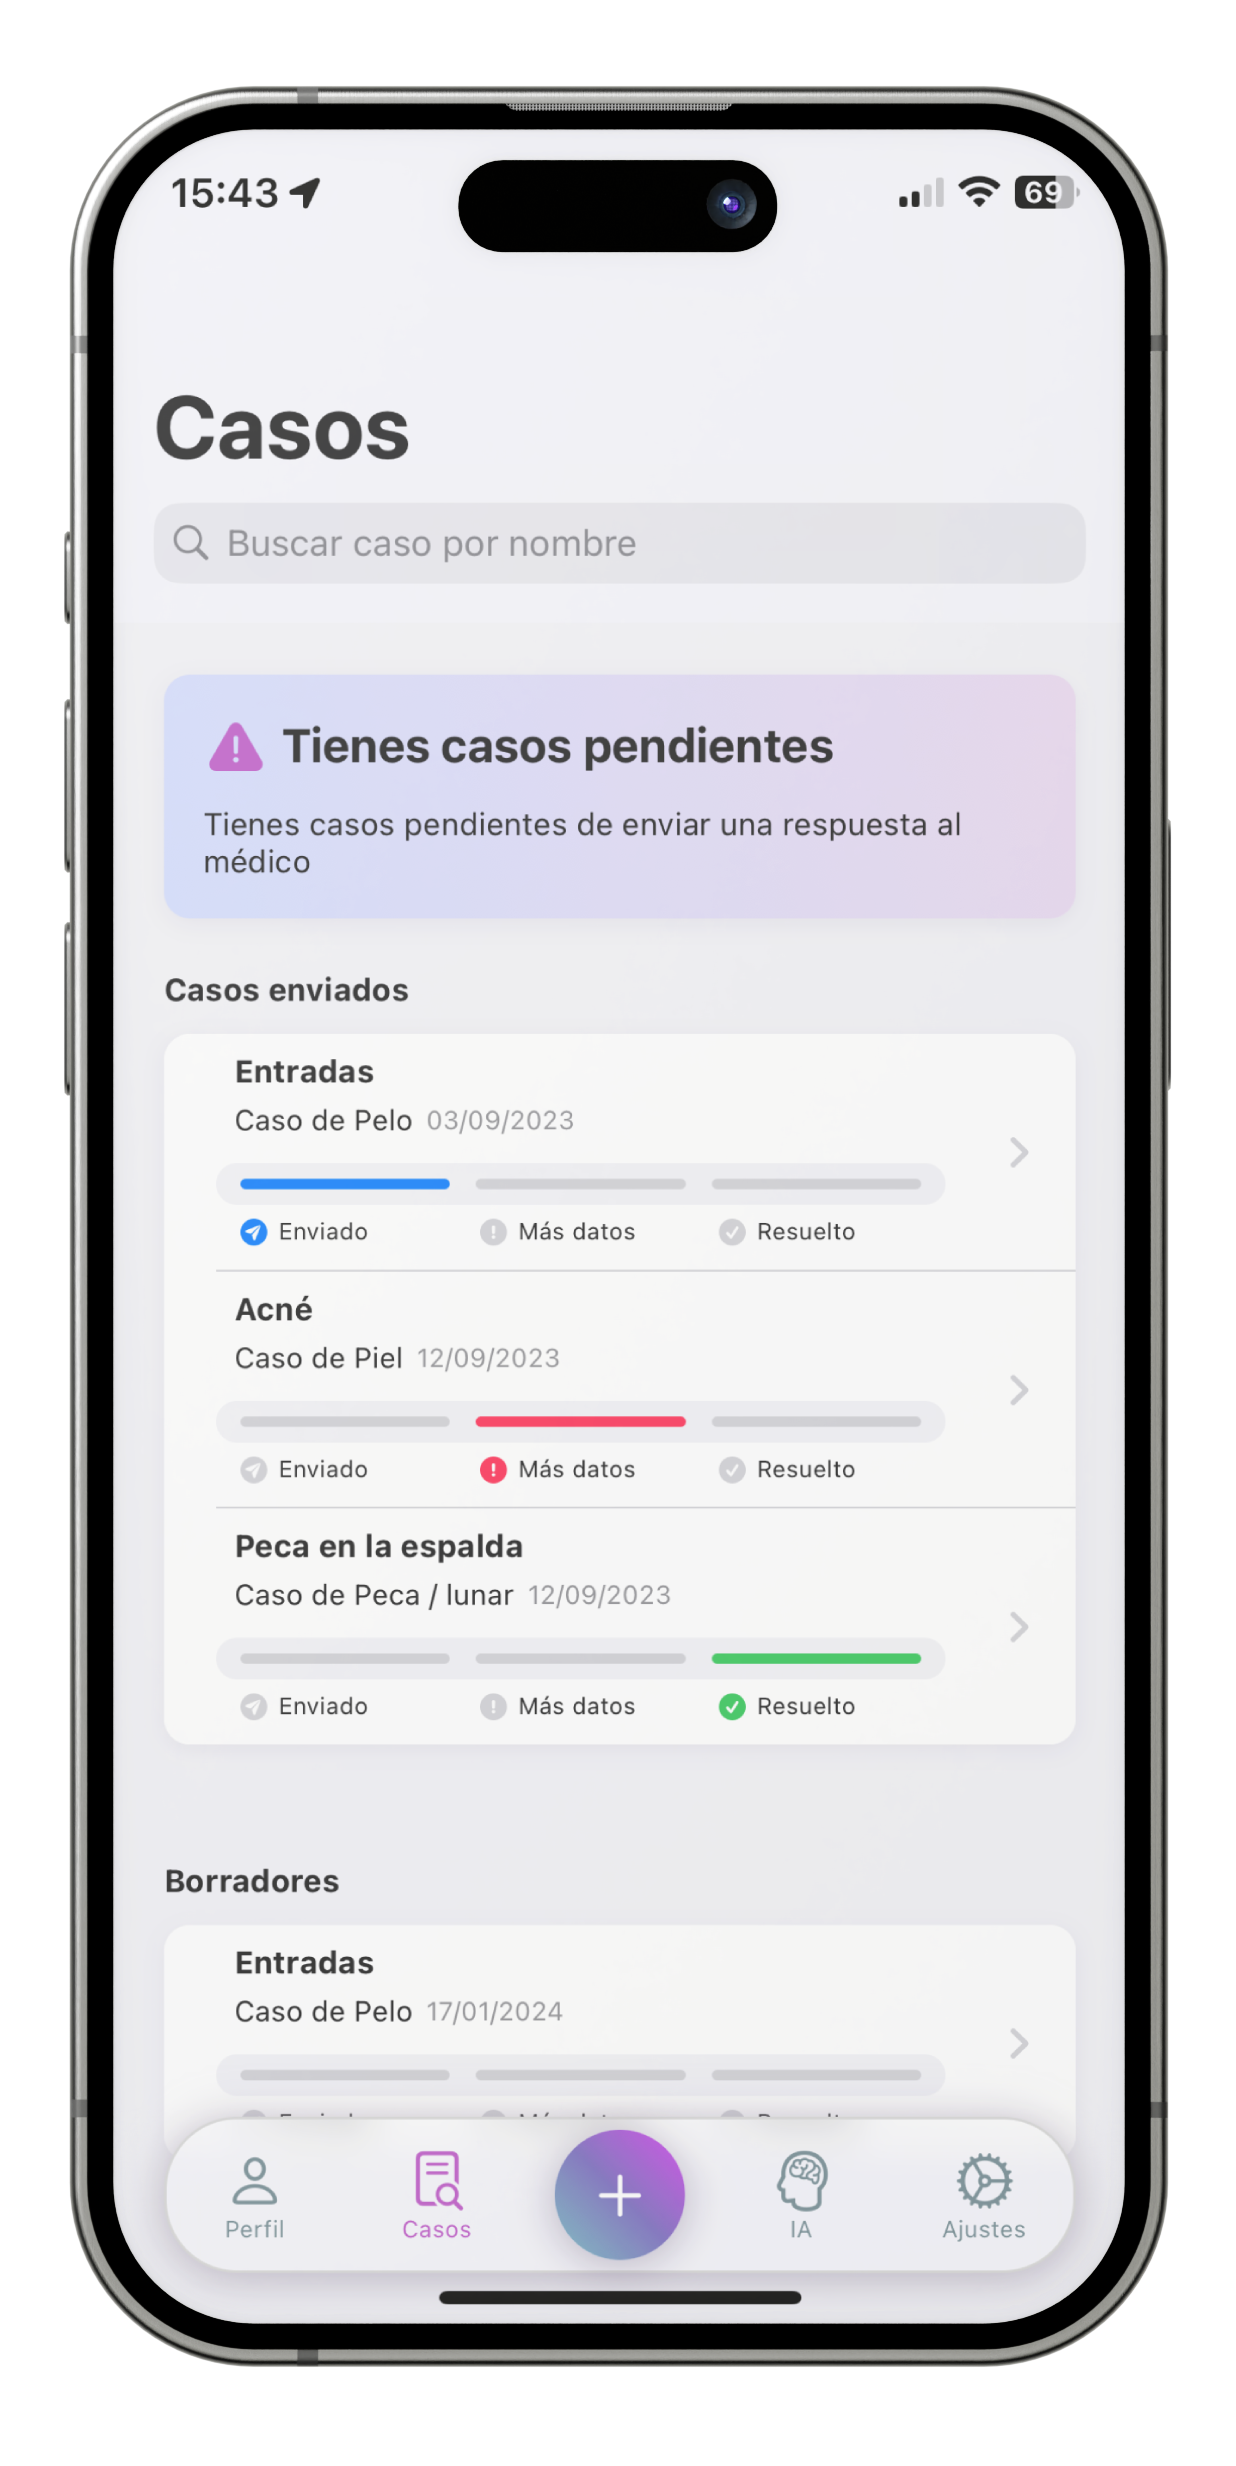 15:43
69
Casos
Buscar caso por nombre
Tienes casos pendientes
Tienes casos pendientes de enviar una respuesta al
médico
Casos enviados
Entradas
Caso de Pelo 03/09/2023
Enviado Más datos Resuelto
Acné
Caso de Piel 12/09/2023
Enviado Más datos Resuelto
Peca en la espalda
Caso de Peca / lunar 12/09/2023
Enviado Más datos Resuelto
Borradores
Entradas
Caso de Pelo 17/01/2024
Perfil Casos IA Ajustes